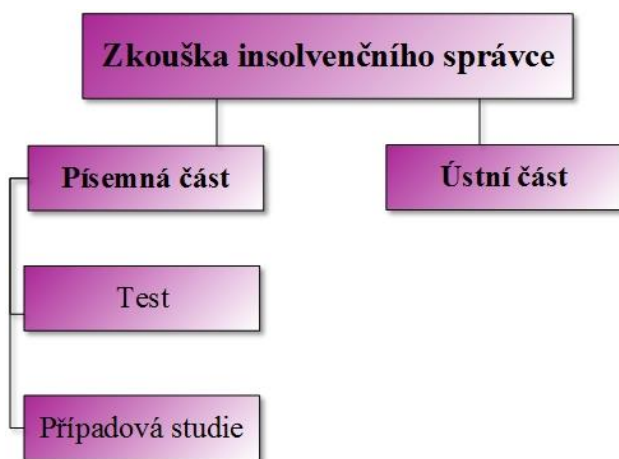 Zkouška insolvenčního správce
Písemná část
Ústní část
Test
Případová studie